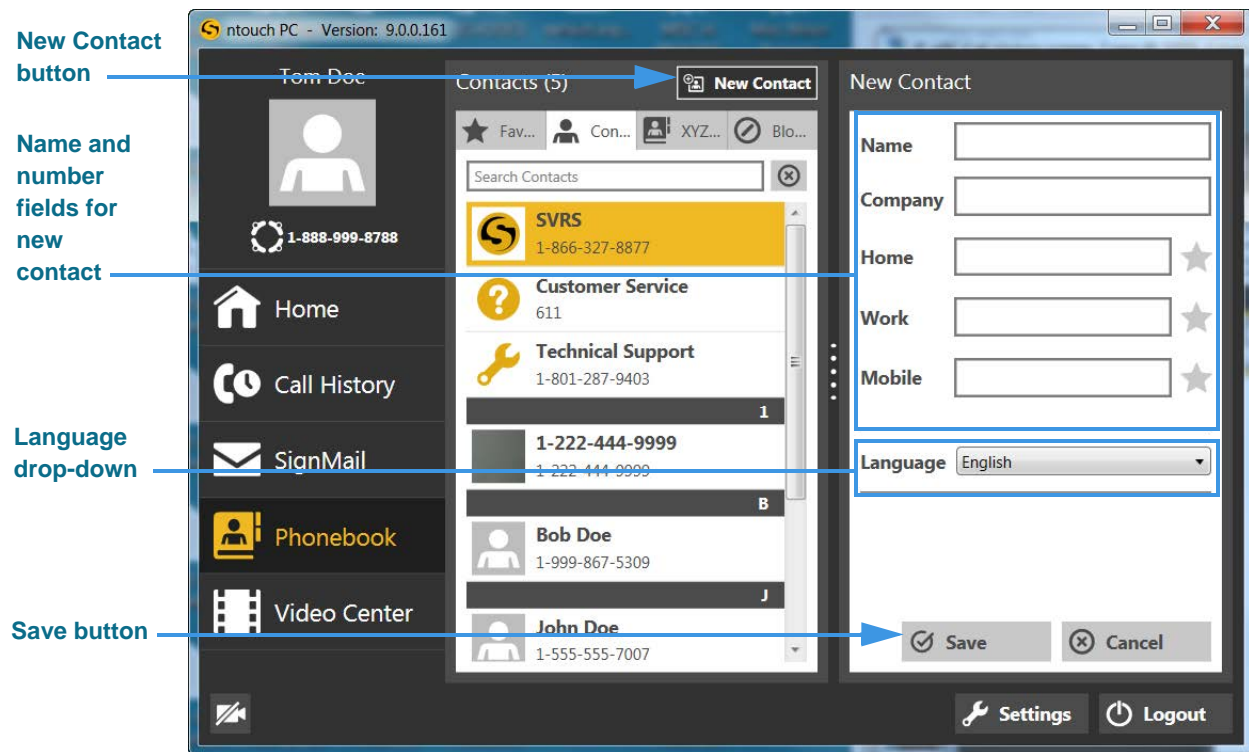 ntouch PC - Version: 9.0.0.161
New Contact
button
Name and
number
fields for
new
contact
Language
drop-down
Save button
Tom Doe
1-888-999-8788
Home
Call History
SignMail
Phonebook
Video Center
Contacts (5)
New Contact
Fav...
Con...
XYZ...
Blo...
Search Contacts
SVRS
1-866-327-8877
Customer Service
611
Technical Support
1-801-287-9403
1
1-222-444-9999
1-222-444-9999
B
Bob Doe
1-999-867-5309
J
John Doe
1-555-555-7007
New Contact
Name
Company
Home
Work
Mobile
Language English
Save
Cancel
Settings
Logout